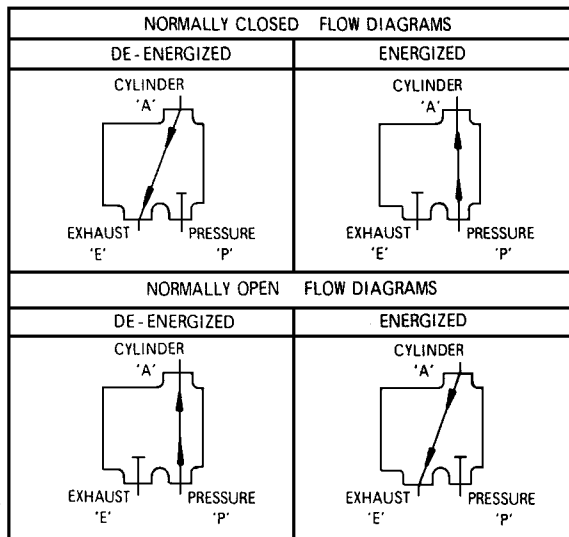 NORMALLY CLOSED FLOW DIAGRAMS
DE-ENERGIZED
ENERGIZED
CYLINDER
'A'
EXHAUST
'E'
PRESSURE
'P'
CYLINDER
'A'
EXHAUST
'E'
PRESSURE
'P'
NORMALLY OPEN FLOW DIAGRAMS
DE-ENERGIZED
ENERGIZED
CYLINDER
'A'
EXHAUST
'E'
PRESSURE
'P'
CYLINDER
'A'
EXHAUST
'E'
PRESSURE
'P'